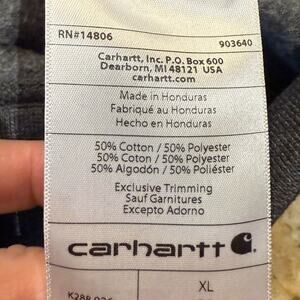 RN#14806 903640
Carhartt, Inc. P.O. Box 600
Dearborn, MI 48121 USA
carhartt.com
Made in Honduras
Fabriqué au Honduras
Hecho en Honduras
50% Cotton / 50% Polyester
50% Coton / 50% Polyester
50% Algodón / 50% Poliéster
Exclusive Trimming
Sauf Garnitures
Excepto Adorno
carhartt
XL